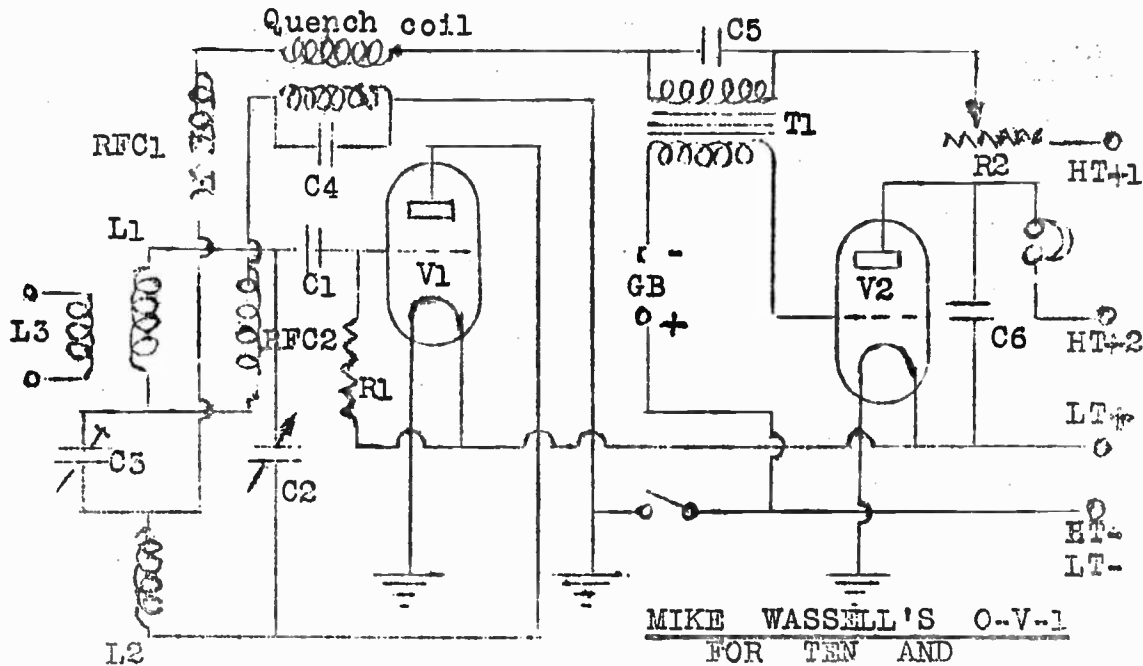 Quench coil
C5
RFC1
C4
T1
R2
HT+1
L1
C1
V1
GB
-
+
V2
C6
L3
RFC2
R1
HT+2
LT+
C3
C2
HT-
LT-
L2
MIKE WASSELL'S O-V-1
FOR TEN AND